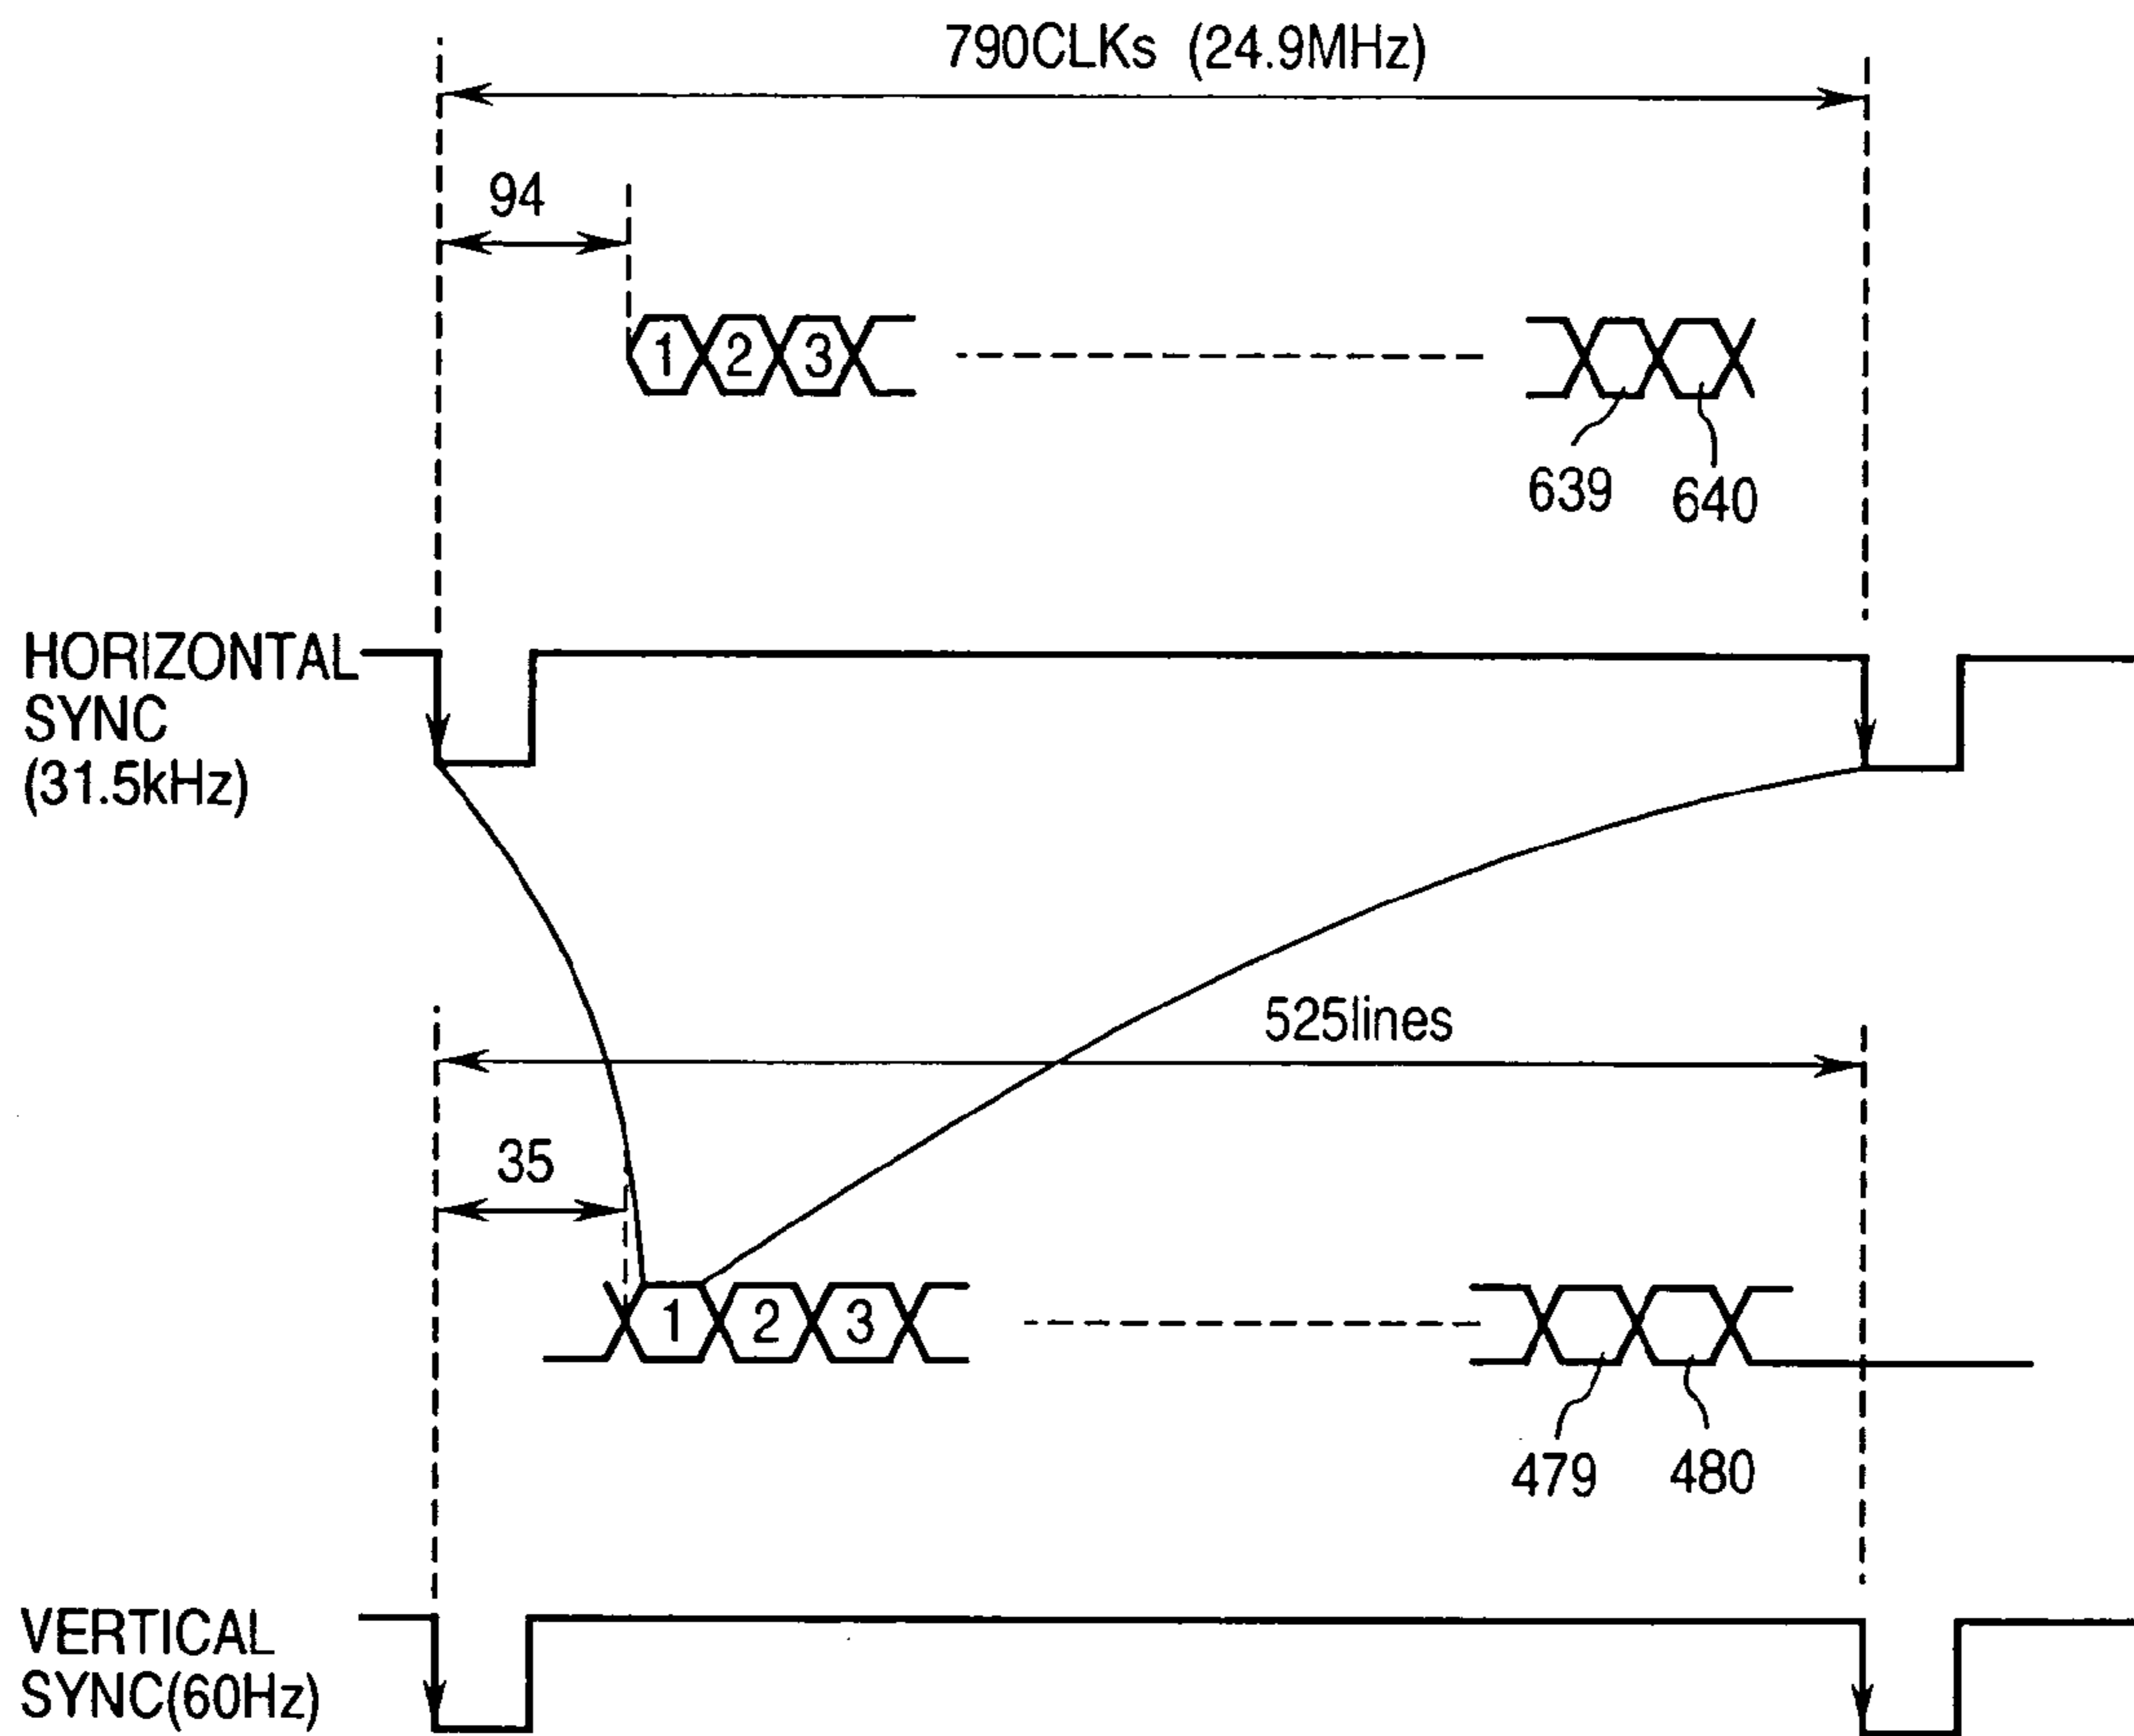 790CLKs (24.9MHz)
94
1 2 3
639 640
HORIZONTAL
SYNC
(31.5kHz)
525lines
35
1 2 3
479 480
VERTICAL
SYNC(60Hz)